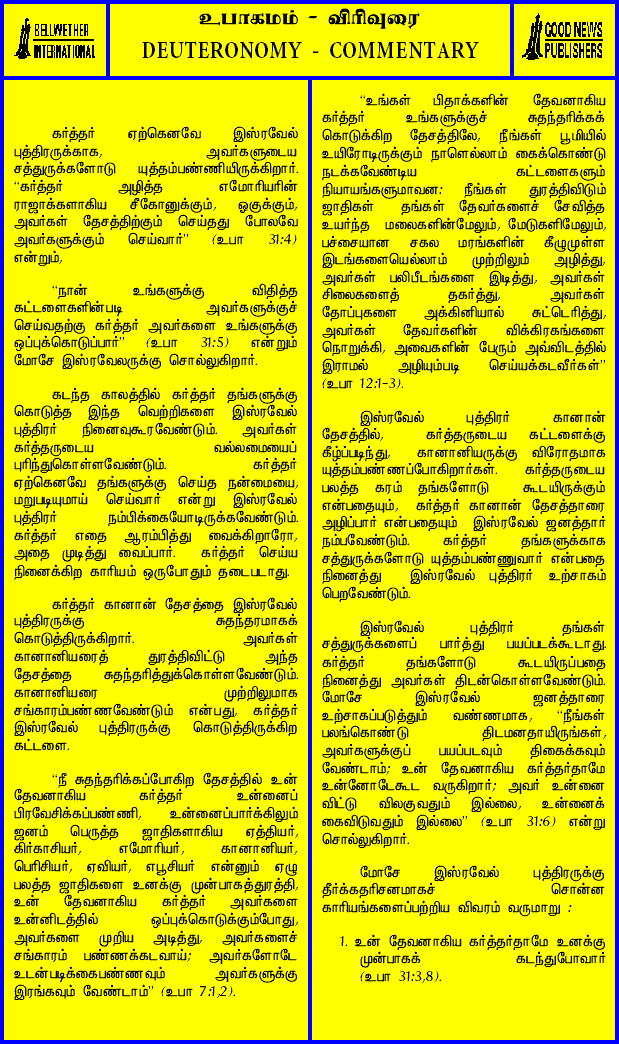 BELLWETHER
INTERNATIONAL
உபாகமம் - விரிவுரை
DEUTERONOMY - COMMENTARY
GOOD NEWS
PUBLISHERS
கர்த்தர் ஏற்கெனவே இஸ்ரவேல்
புத்திரருக்காக, அவர்களுடைய
சத்துருக்களோடு யுத்தம்பண்ணியிருக்கிறார்.
“கர்த்தர் அழித்த எமோரியரின்
ராஜாக்களாகிய சீகோனுக்கும், ஓகுக்கும்,
அவர்கள் தேசத்திற்கும் செய்தது போலவே
அவர்களுக்கும் செய்வார்” (உபா 31:4)
என்றும்,
“நான் உங்களுக்கு விதித்த
கட்டளைகளின்படி அவர்களுக்குச்
செய்வதற்கு கர்த்தர் அவர்களை உங்களுக்கு
ஒப்புக்கொடுப்பார்” (உபா 31:5) என்றும்
மோசே இஸ்ரவேலருக்கு சொல்லுகிறார்.
கடந்த காலத்தில் கர்த்தர் தங்களுக்கு
கொடுத்த இந்த வெற்றிகளை இஸ்ரவேல்
புத்திரர் நினைவுகூரவேண்டும். அவர்கள்
கர்த்தருடைய வல்லமையைப்
புரிந்துகொள்ளவேண்டும். கர்த்தர்
ஏற்கெனவே தங்களுக்கு செய்த நன்மையை,
மறுபடியுமாய் செய்வார் என்று இஸ்ரவேல்
புத்திரர் நம்பிக்கையோடிருக்கவேண்டும்.
கர்த்தர் எதை ஆரம்பித்து வைக்கிறாரோ,
அதை முடித்து வைப்பார். கர்த்தர் செய்ய
நினைக்கிற காரியம் ஒருபோதும் தடைபடாது.
கர்த்தர் கானான் தேசத்தை இஸ்ரவேல்
புத்திரருக்கு சுதந்தரமாகக்
கொடுத்திருக்கிறார். அவர்கள்
கானானியரைத் துரத்திவிட்டு அந்த
தேசத்தை சுதந்தரித்துக்கொள்ளவேண்டும்.
கானானியரை முற்றிலுமாக
சங்காரம்பண்ணவேண்டும் என்பது, கர்த்தர்
இஸ்ரவேல் புத்திரருக்கு கொடுத்திருக்கிற
கட்டளை.
“நீ சுதந்தரிக்கப்போகிற தேசத்தில் உன்
தேவனாகிய கர்த்தர் உன்னைப்
பிரவேசிக்கப்பண்ணி, உன்னைப்பார்க்கிலும்
ஜனம் பெருத்த ஜாதிகளாகிய ஏத்தியர்,
கிர்காசியர், எமோரியர், கானானியர்,
பெரிசியர், ஏவியர், எபூசியர் என்னும் ஏழு
பலத்த ஜாதிகளை உனக்கு முன்பாகத்துரத்தி,
உன் தேவனாகிய கர்த்தர் அவர்களை
உன்னிடத்தில் ஒப்புக்கொடுக்கும்போது,
அவர்களை முறிய அடித்து, அவர்களைச்
சங்காரம் பண்ணக்கடவாய்; அவர்களோடே
உடன்படிக்கைபண்ணவும் அவர்களுக்கு
இரங்கவும் வேண்டாம்” (உபா 7:1,2).
“உங்கள் பிதாக்களின் தேவனாகிய
கர்த்தர் உங்களுக்குச் சுதந்தரிக்கக்
கொடுக்கிற தேசத்திலே, நீங்கள் பூமியில்
உயிரோடிருக்கும் நாளெல்லாம் கைக்கொண்டு
நடக்கவேண்டிய கட்டளைகளும்
நியாயங்களுமாவன: நீங்கள் துரத்திவிடும்
ஜாதிகள் தங்கள் தேவர்களைச் சேவித்த
உயர்ந்த மலைகளின்மேலும், மேடுகளிமேலும்,
பச்சையான சகல மரங்களின் கீழுமுள்ள
இடங்களையெல்லாம் முற்றிலும் அழித்து,
அவர்கள் பலிபீடங்களை இடித்து, அவர்கள்
சிலைகளைத் தகர்த்து, அவர்கள்
தோப்புகளை அக்கினியால் சுட்டெரித்து,
அவர்கள் தேவர்களின் விக்கிரகங்களை
நொறுக்கி, அவைகளின் பேரும் அவ்விடத்தில்
இராமல் அழியும்படி செய்யக்கடவீர்கள்”
(உபா 12:1-3).
இஸ்ரவேல் புத்திரர் கானான்
தேசத்தில், கர்த்தருடைய கட்டளைக்கு
கீழ்ப்படிந்து, கானானியருக்கு விரோதமாக
யுத்தம்பண்ணப்போகிறார்கள். கர்த்தருடைய
பலத்த கரம் தங்களோடு கூடயிருக்கும்
என்பதையும், கர்த்தர் கானான் தேசத்தாரை
அழிப்பார் என்பதையும் இஸ்ரவேல் ஜனத்தார்
நம்பவேண்டும். கர்த்தர் தங்களுக்காக
சத்துருக்களோடு யுத்தம்பண்ணுவார் என்பதை
நினைத்து இஸ்ரவேல் புத்திரர் உற்சாகம்
பெறவேண்டும்.
இஸ்ரவேல் புத்திரர் தங்கள்
சத்துருக்களைப் பார்த்து பயப்படக்கூடாது.
கர்த்தர் தங்களோடு கூடயிருப்பதை
நினைத்து அவர்கள் திடன்கொள்ளவேண்டும்.
மோசே இஸ்ரவேல் ஜனத்தாரை
உற்சாகப்படுத்தும் வண்ணமாக, “நீங்கள்
பலங்கொண்டு திடமனதாயிருங்கள்,
அவர்களுக்குப் பயப்படவும் திகைக்கவும்
வேண்டாம்; உன் தேவனாகிய கர்த்தர்தாமே
உன்னோடேகூட வருகிறார்; அவர் உன்னை
விட்டு விலகுவதும் இல்லை, உன்னைக்
கைவிடுவதும் இல்லை” (உபா 31:6) என்று
சொல்லுகிறார்.
மோசே இஸ்ரவேல் புத்திரருக்கு
தீர்க்கதரிசனமாகச் சொன்ன
காரியங்களைப்பற்றிய விவரம் வருமாறு :
1. உன் தேவனாகிய கர்த்தர்தாமே உனக்கு
முன்பாகக் கடந்துபோவார்
(உபா 31:3,8).